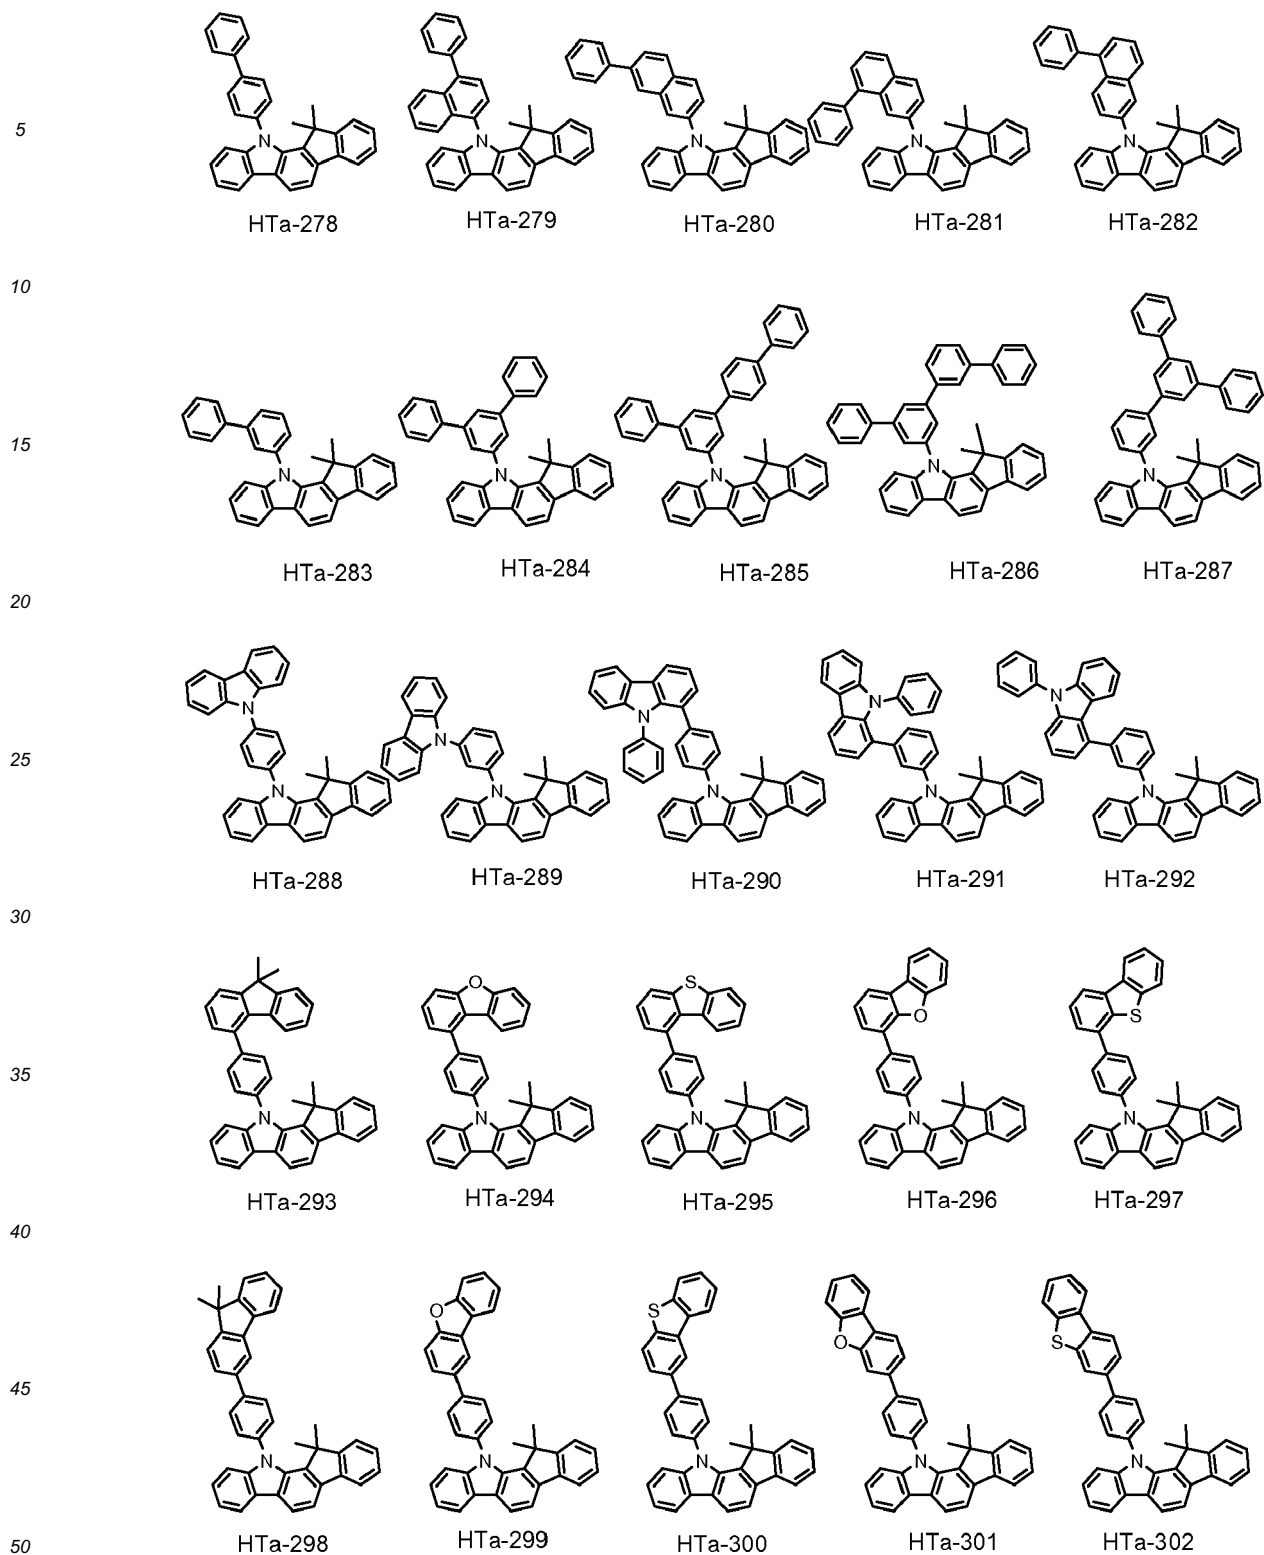 N N N N N
5
HTa-278 HTa-279 HTa-280 HTa-281 HTa-282
10
15
N N N N N
HTa-283 HTa-284 HTa-285 HTa-286 HTa-287
20
N N N N N
N N
25
N N N N N
HTa-288 HTa-289 HTa-290 HTa-291 HTa-292
30
O S
O S
35
N N N N N
HTa-293 HTa-294 HTa-295 HTa-296 HTa-297
40
O S O S
45
N N N N N
HTa-298 HTa-299 HTa-300 HTa-301 HTa-302
50